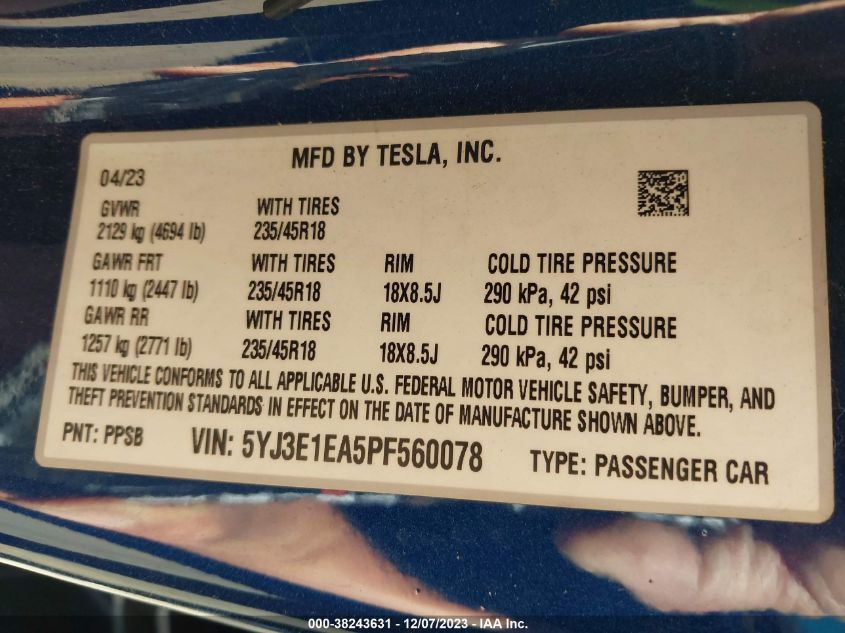 MFD BY TESLA, INC.
04/23
GVWR WITH TIRES
2129 kg (4694 lb) 235/45R18
GAWR FRT WITH TIRES RIM COLD TIRE PRESSURE
1110 kg (2447 lb) 235/45R18 18X8.5J 290 kPa, 42 psi
GAWR RR WITH TIRES RIM COLD TIRE PRESSURE
1257 kg (2771 lb) 235/45R18 18X8.5J 290 kPa, 42 psi
THIS VEHICLE CONFORMS TO ALL APPLICABLE U.S. FEDERAL MOTOR VEHICLE SAFETY, BUMPER, AND
THEFT PREVENTION STANDARDS IN EFFECT ON THE DATE OF MANUFACTURE SHOWN ABOVE.
PNT: PPSB VIN: 5YJ3E1EA5PF560078 TYPE: PASSENGER CAR
000-38243631 - 12/07/2023 - IAA Inc.